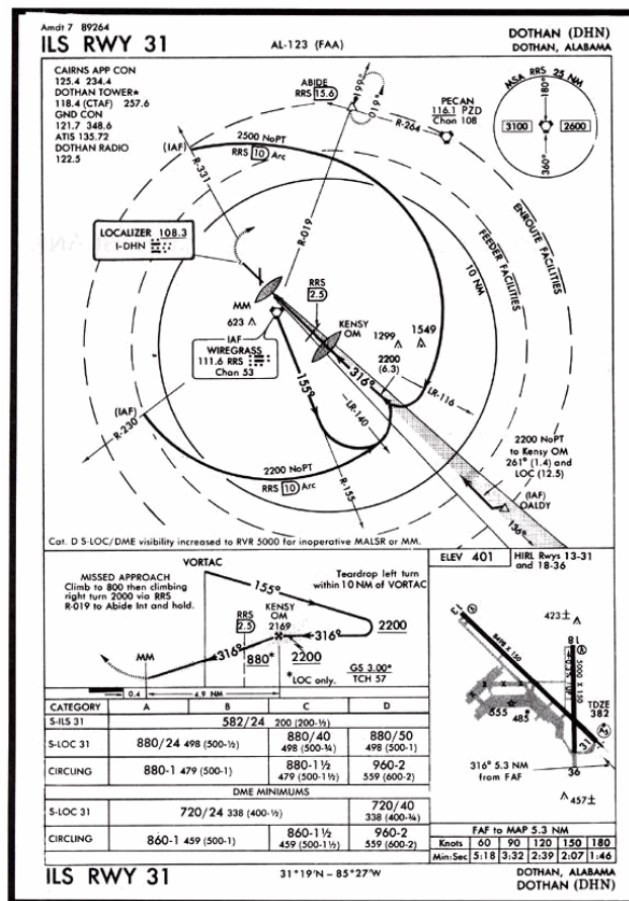 Amdt 7 89264
ILS RWY 31
AL-123 (FAA)
DOTHAN (DHN)
DOTHAN, ALABAMA
CAIRNS APP CON
125.4 234.4
DOTHAN TOWER★
118.4 (CTAF) 257.6
GND CON
121.7 348.6
ATIS 135.72
DOTHAN RADIO
122.5
ABIDE
RRS 15.6
199°
019°
PECAN
116.1 PZD
Chan 108
R-264
MSA RRS 25 NM
180°
3100
2600
360°
(IAF)
2500 NoPT
RRS 10 Arc
R-331
R-019
ENROUTE FACILITIES
FEEDER FACILITIES
10 NM
LOCALIZER 108.3
I-DHN
MM
RRS
2.5
KENSY
OM
623
1299
1549
IAF
WIREGRASS
111.6 RRS
Chan 53
2200
(6.3)
316°
155°
LR-116
LR-140
(IAF)
R-230
2200 NoPT
RRS 10 Arc
R-155
2200 NoPT
to Kensy OM
261° (1.4) and
LOC (12.5)
(IAF)
OALDY
136°
Cat. D S-LOC/DME visibility increased to RVR 5000 for inoperative MALSR or MM.
MISSED APPROACH
Climb to 800 then climbing
right turn 2000 via RRS
R-019 to Abide Int and hold.
VORTAC
Teardrop left turn
within 10 NM of VORTAC
155°
KENSY
OM
2169
RRS
2.5
316°
2200
MM
316°
880*
2200
*LOC only.
GS 3.00°
TCH 57
0.4
4.9 NM
ELEV 401
HIRL Rwys 13-31
and 18-36
423±
13
18
8498 X 150
5000 X 150
TDZE
382
555
485
31
36
316° 5.3 NM
from FAF
457±
CATEGORY A B C D
S-ILS 31 582/24 200 (200-½)
S-LOC 31 880/24 498 (500-½) 880/40 498 (500-¾) 880/50 498 (500-1)
CIRCLING 880-1 479 (500-1) 880-1½ 479 (500-1½) 960-2 559 (600-2)
DME MINIMUMS
S-LOC 31 720/24 338 (400-½) 720/40 338 (400-¾)
CIRCLING 860-1 459 (500-1) 860-1½ 459 (500-1½) 960-2 559 (600-2)
FAF to MAP 5.3 NM
Knots 60 90 120 150 180
Min:Sec 5:18 3:32 2:39 2:07 1:46
ILS RWY 31
31°19'N – 85°27'W
DOTHAN, ALABAMA
DOTHAN (DHN)